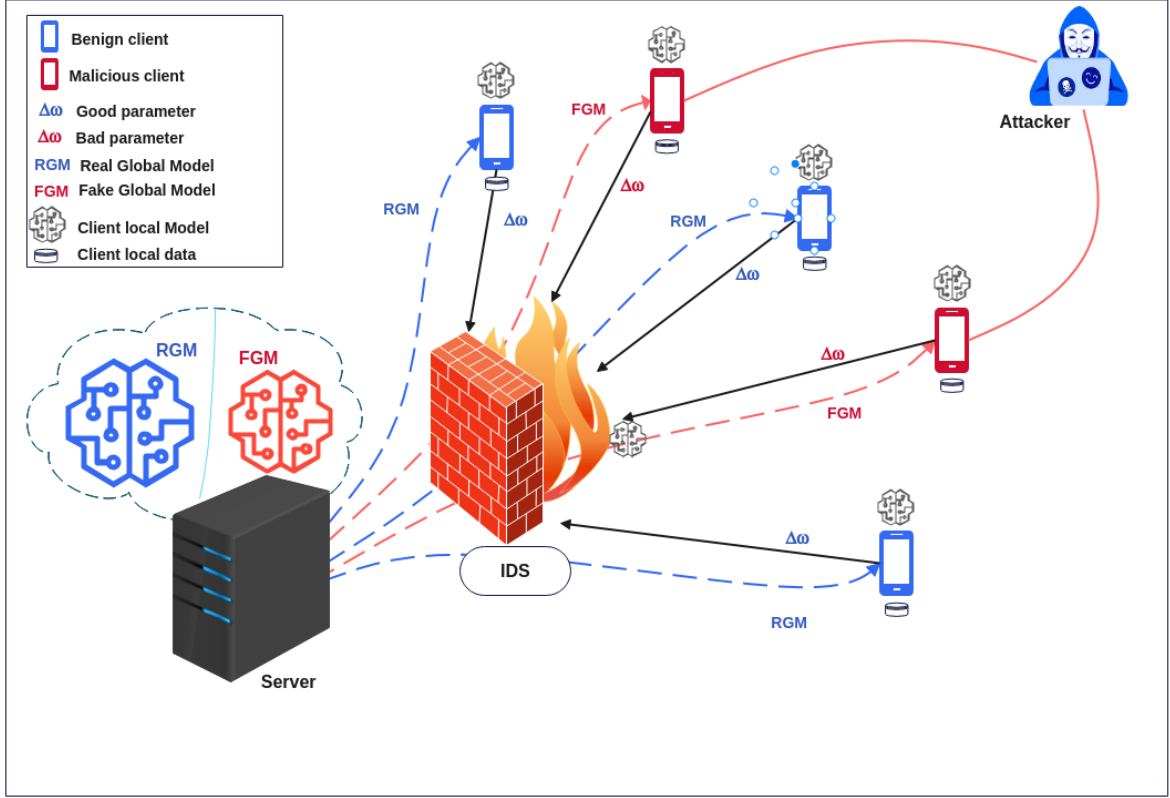 Benign client
Malicious client
Δω Good parameter
Δω Bad parameter
RGM Real Global Model
FGM Fake Global Model
Client local Model
Client local data
Attacker
FGM
Δω
RGM
Δω
RGM
Δω
RGM
FGM
Δω
FGM
Δω
IDS
RGM
Server